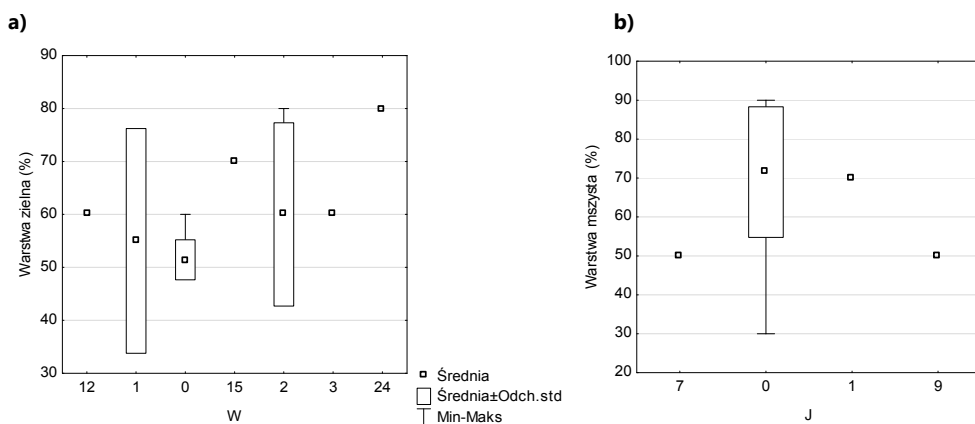 a)
90
80
70
60
50
40
30
Warstwa zielna (%)
12 1 0 15 2 3 24
W
Średnia
Średnia±Odch.std
Min-Maks
b)
100
90
80
70
60
50
40
30
20
Warstwa mszysta (%)
7 0 1 9
J